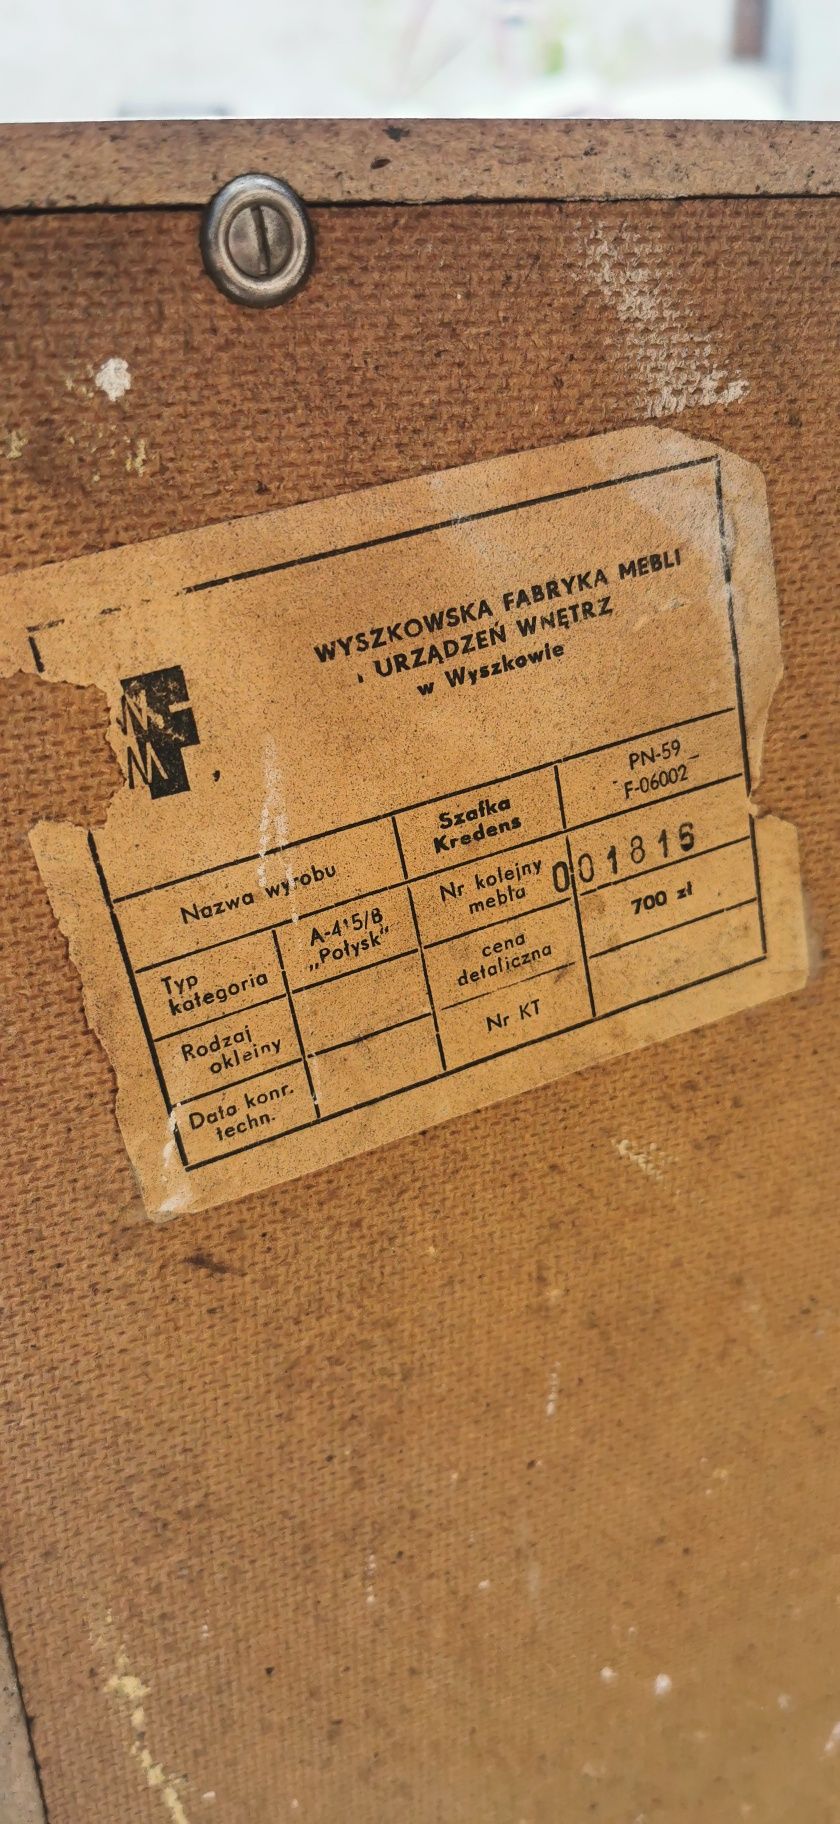 WYSZKOWSKA FABRYKA MEBLI
i URZĄDZEŃ WNĘTRZ
w Wyszkowie
Nazwa wyrobu
Szafka
Kredens
PN-59
F-06002
Typ
kategoria
A-415/B
„Połysk"
Nr kolejny
mebla
001816
Rodzaj
okleiny
cena
detaliczna
700 zł
Data konr.
techn.
Nr KT